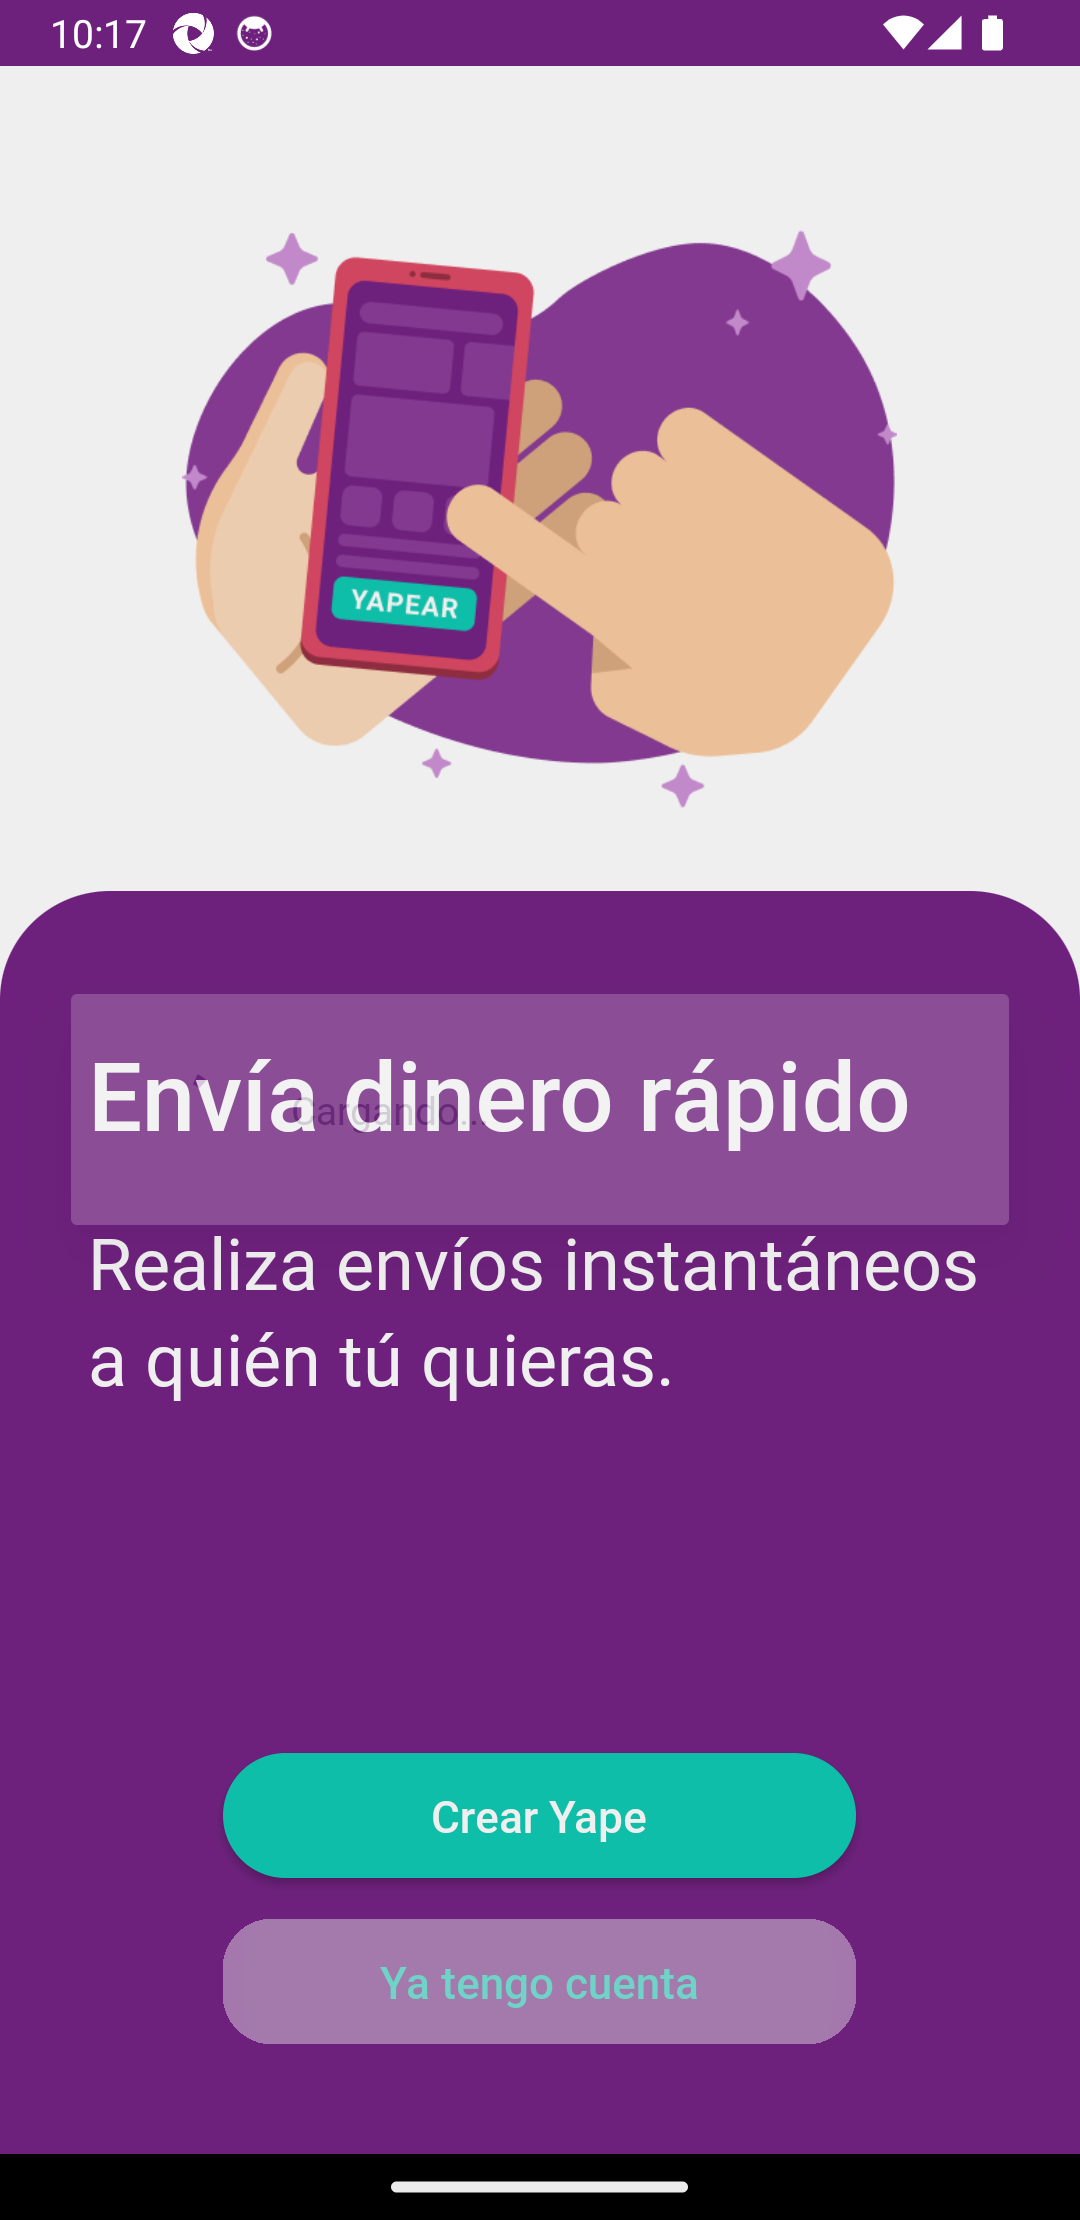 10:17
YAPEAR
Envía dinero rápido
Cargando...
Realiza envíos instantáneos
a quién tú quieras.
Crear Yape
Ya tengo cuenta